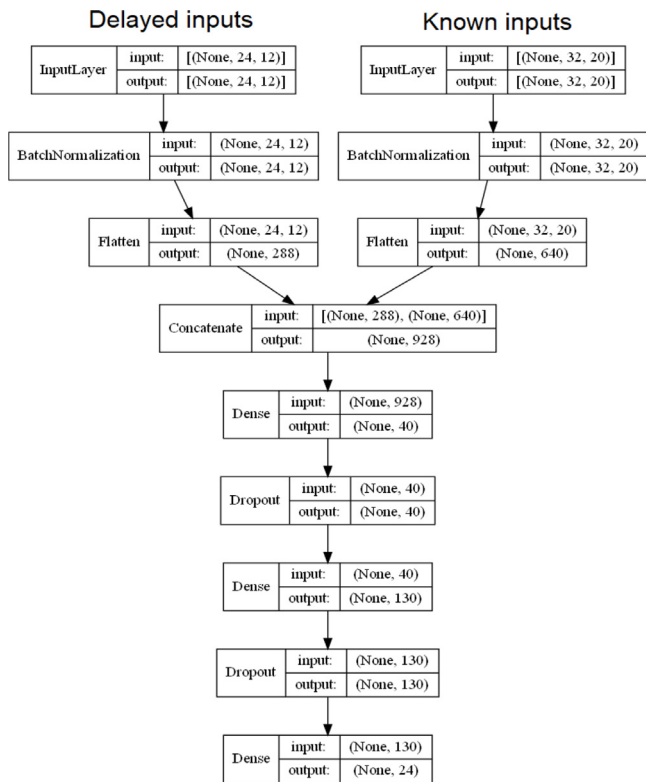 Delayed inputs
Known inputs
InputLayer
input: [(None, 24, 12)]
output: [(None, 24, 12)]
InputLayer
input: [(None, 32, 20)]
output: [(None, 32, 20)]
BatchNormalization
input: (None, 24, 12)
output: (None, 24, 12)
BatchNormalization
input: (None, 32, 20)
output: (None, 32, 20)
Flatten
input: (None, 24, 12)
output: (None, 288)
Flatten
input: (None, 32, 20)
output: (None, 640)
Concatenate
input: [(None, 288), (None, 640)]
output: (None, 928)
Dense
input: (None, 928)
output: (None, 40)
Dropout
input: (None, 40)
output: (None, 40)
Dense
input: (None, 40)
output: (None, 130)
Dropout
input: (None, 130)
output: (None, 130)
Dense
input: (None, 130)
output: (None, 24)